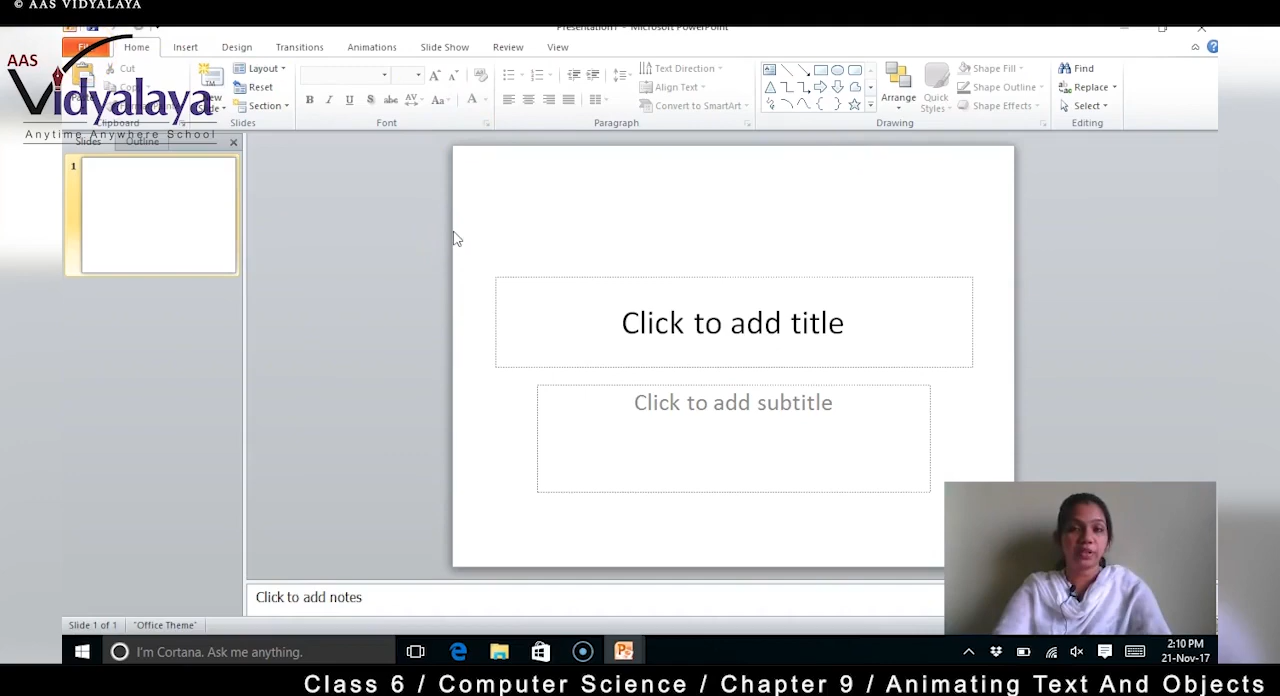 © AAS VIDYALAYA
AAS
Vidyalaya
Anytime Anywhere School
Home Insert Design Transitions Animations Slide Show Review View
Cut
Layout
Reset
Section
Slides
Aa
A
Font
Text Direction
Align Text
Convert to SmartArt
Paragraph
Arrange
Quick
Styles
Shape Fill
Shape Outline
Shape Effects
Drawing
Find
Replace
Select
Editing
Slides Outline
1
Click to add title
Click to add subtitle
Click to add notes
Slide 1 of 1 "Office Theme"
I'm Cortana. Ask me anything.
2:10 PM
21-Nov-17
Class 6 / Computer Science / Chapter 9 / Animating Text And Objects